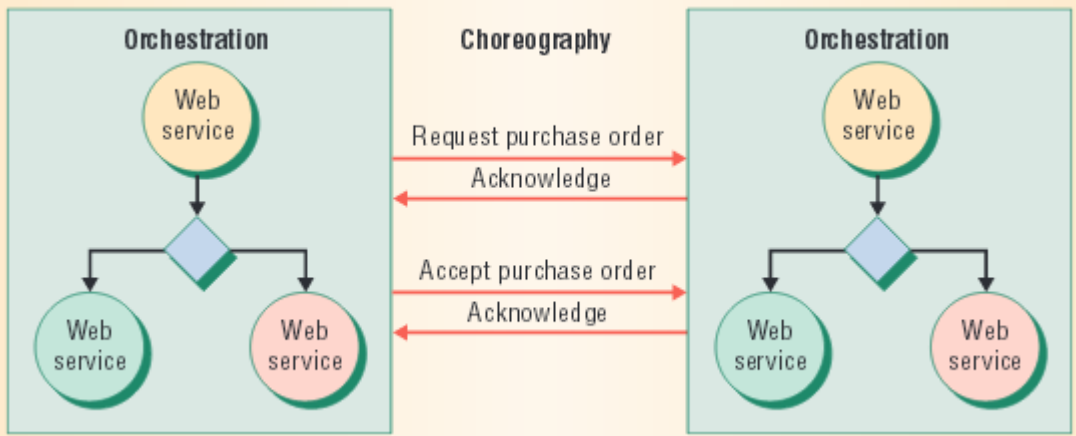 Orchestration
Choreography
Orchestration
Web
service
Web
service
Web
service
Web
service
Request purchase order
Acknowledge
Accept purchase order
Acknowledge
Web
service
Web
service